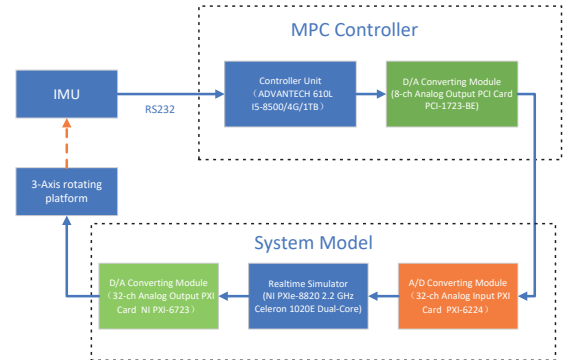 MPC Controller
IMU
RS232
Controller Unit
（ADVANTECH 610L
I5-8500/4G/1TB）
D/A Converting Module
(8-ch Analog Output PCI Card
PCI-1723-BE)
3-Axis rotating
platform
System Model
D/A Converting Module
（32-ch Analog Output PXI
Card NI PXI-6723）
Realtime Simulator
(NI PXIe-8820 2.2 GHz
Celeron 1020E Dual-Core)
A/D Converting Module
（32-ch Analog Input PXI
Card PXI-6224）